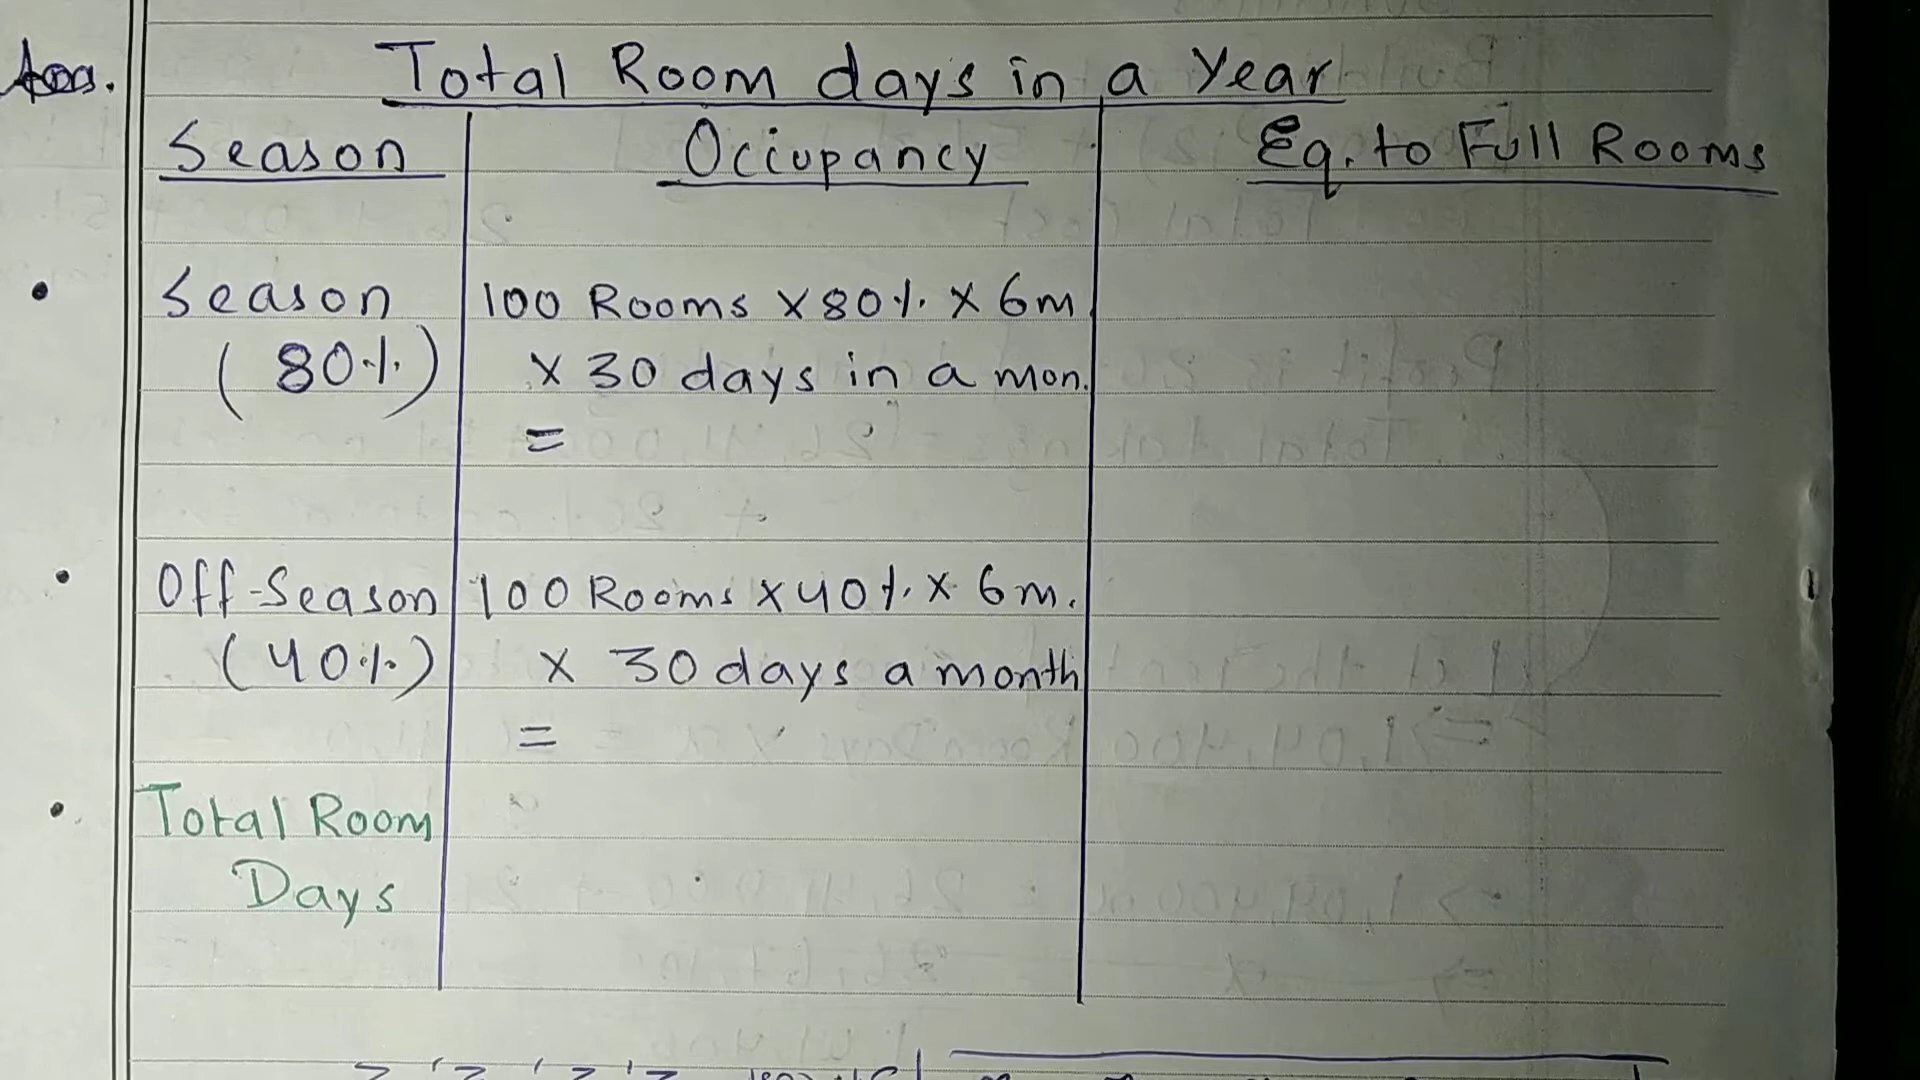 Ans.
Total Room days in a Year
Season Occupancy Eq. to Full Rooms
Season 100 Rooms x 80% x 6m
(80%) x 30 days in a mon.
=
Off-Season 100 Rooms x 40% x 6m.
(40%) x 30 days a month
=
Total Room
Days